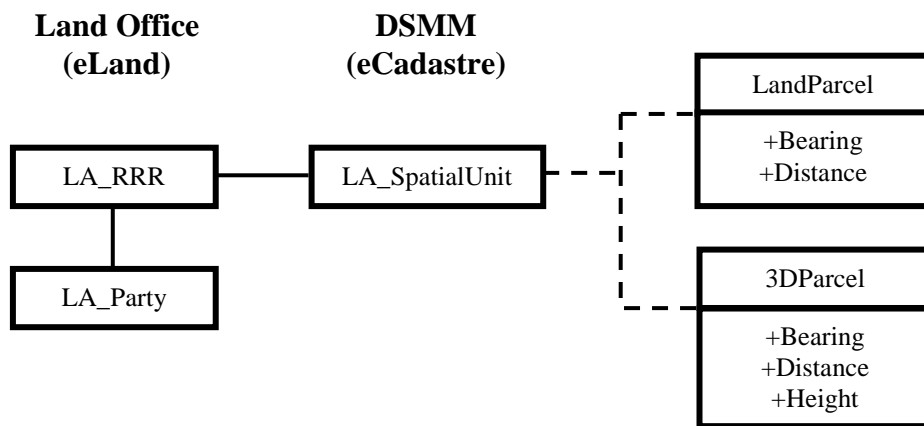 Land Office
(eLand)
DSMM
(eCadastre)
LA_RRR
LA_Party
LA_SpatialUnit
LandParcel
+Bearing
+Distance
3DParcel
+Bearing
+Distance
+Height